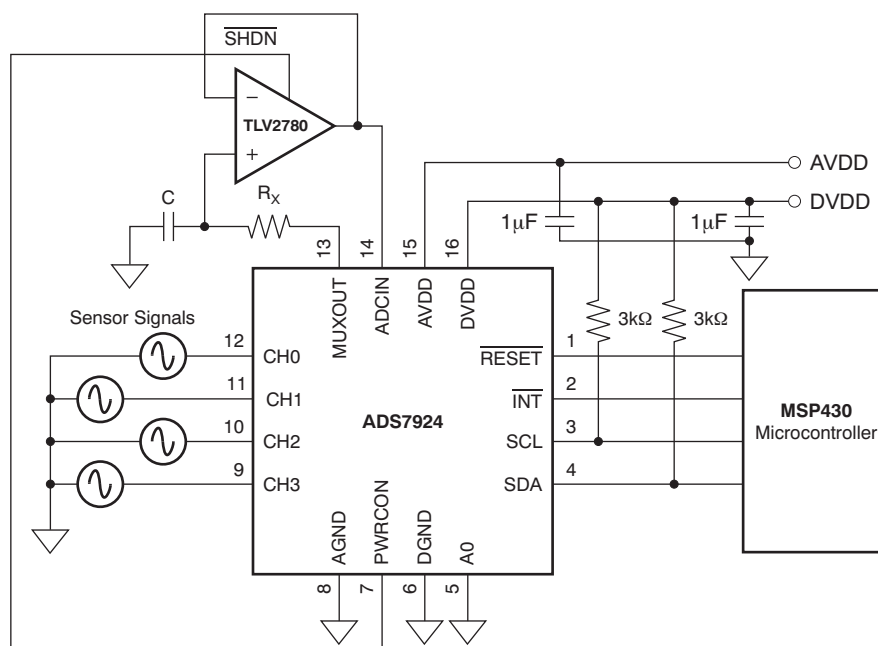 SHDN
−
TLV2780
+
AVDD
DVDD
C
RX
1μF
1μF
13
14
15
16
MUXOUT
ADCIN
AVDD
DVDD
Sensor Signals
3kΩ
3kΩ
12
CH0
RESET
1
11
CH1
INT
2
ADS7924
MSP430
Microcontroller
10
CH2
SCL
3
9
CH3
SDA
4
AGND
PWRCON
DGND
A0
8
7
6
5